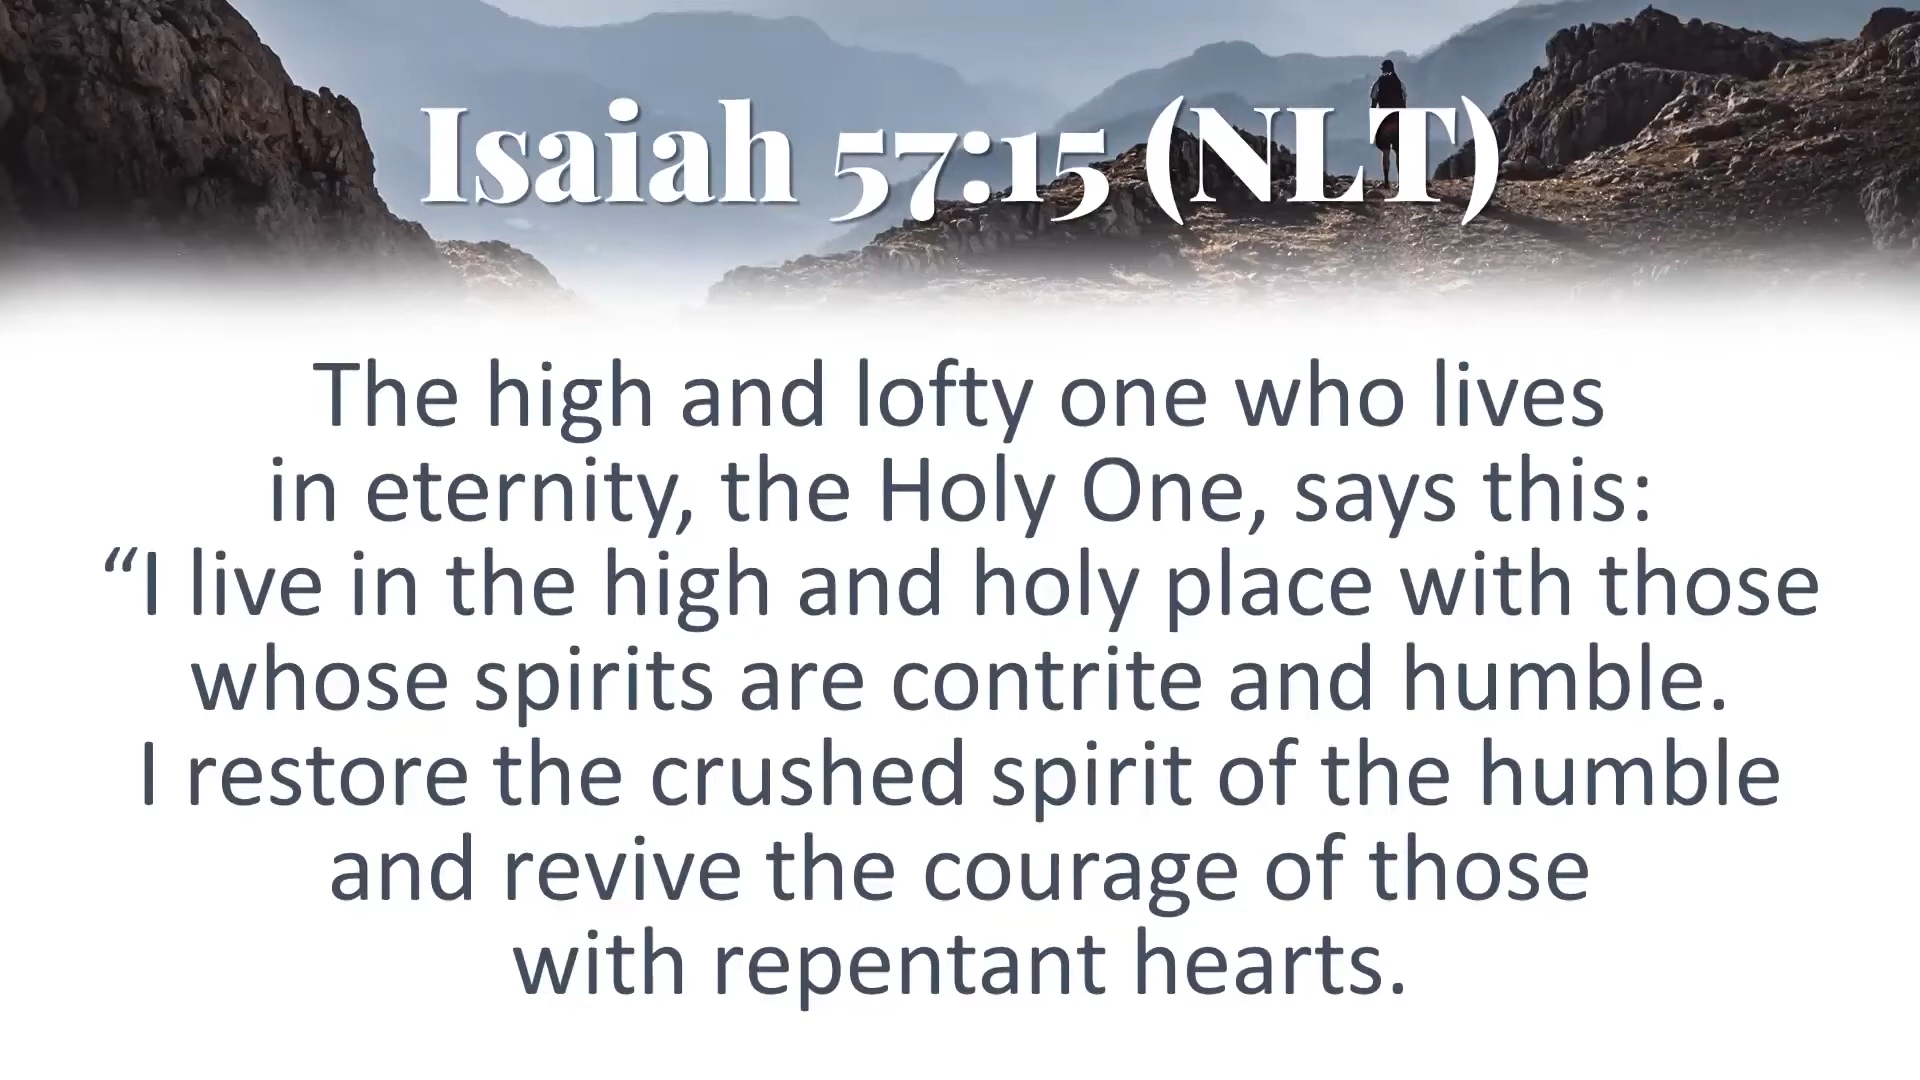 Isaiah 57:15 (NLT)
The high and lofty one who lives
in eternity, the Holy One, says this:
“I live in the high and holy place with those
whose spirits are contrite and humble.
I restore the crushed spirit of the humble
and revive the courage of those
with repentant hearts.